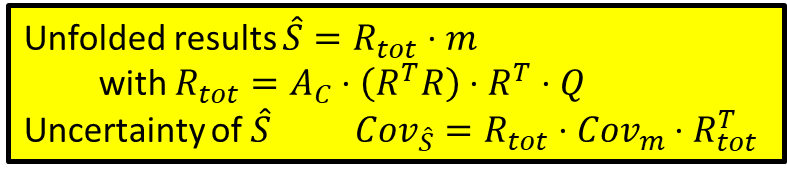 Unfolded results Ŝ = R_tot · m
with R_tot = A_C · (R^T R) · R^T · Q
Uncertainty of Ŝ Cov_Ŝ = R_tot · Cov_m · R_tot^T